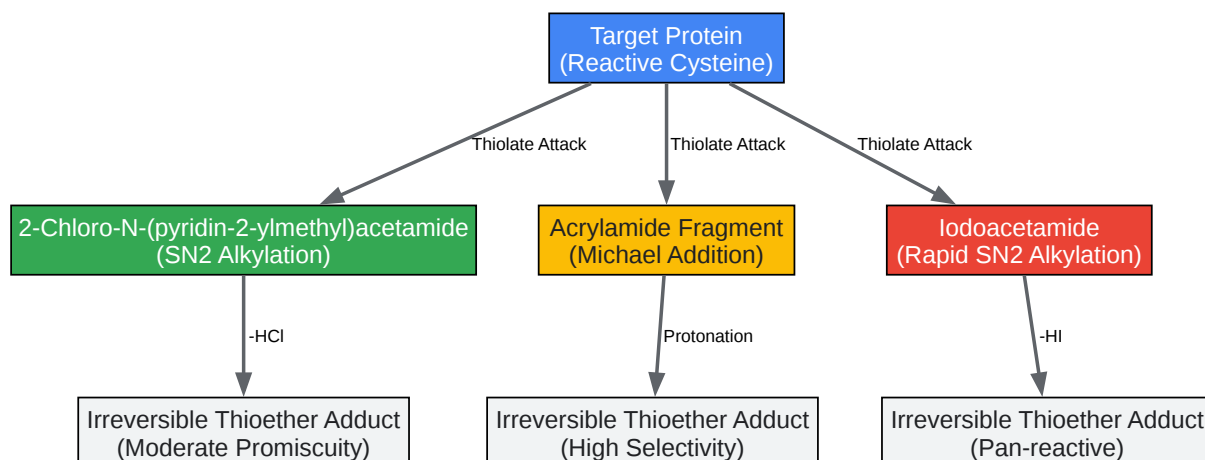 Target Protein
(Reactive Cysteine)
Thiolate Attack
Thiolate Attack
Thiolate Attack
2-Chloro-N-(pyridin-2-ylmethyl)acetamide
(SN2 Alkylation)
Acrylamide Fragment
(Michael Addition)
Iodoacetamide
(Rapid SN2 Alkylation)
-HCl
Protonation
-HI
Irreversible Thioether Adduct
(Moderate Promiscuity)
Irreversible Thioether Adduct
(High Selectivity)
Irreversible Thioether Adduct
(Pan-reactive)